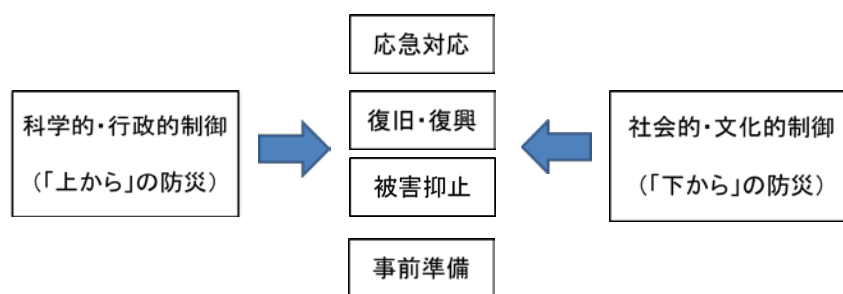 応急対応
科学的・行政的制御
（「上から」の防災）
復旧・復興
被害抑止
事前準備
社会的・文化的制御
（「下から」の防災）